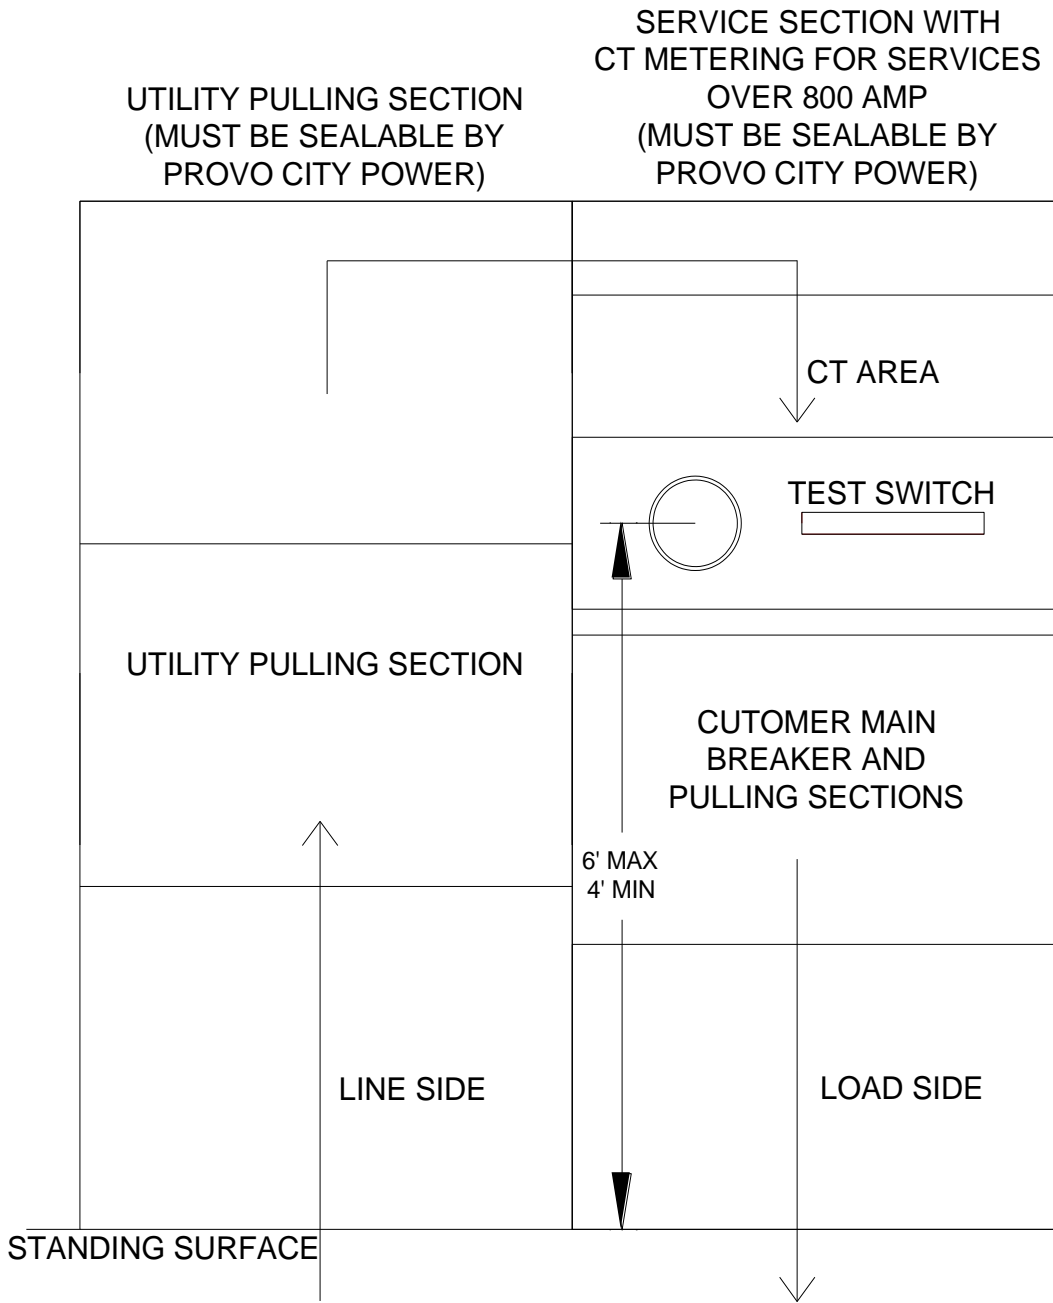 UTILITY PULLING SECTION
(MUST BE SEALABLE BY
PROVO CITY POWER)
SERVICE SECTION WITH
CT METERING FOR SERVICES
OVER 800 AMP
(MUST BE SEALABLE BY
PROVO CITY POWER)
CT AREA
TEST SWITCH
UTILITY PULLING SECTION
CUTOMER MAIN
BREAKER AND
PULLING SECTIONS
6' MAX
4' MIN
LINE SIDE
LOAD SIDE
STANDING SURFACE